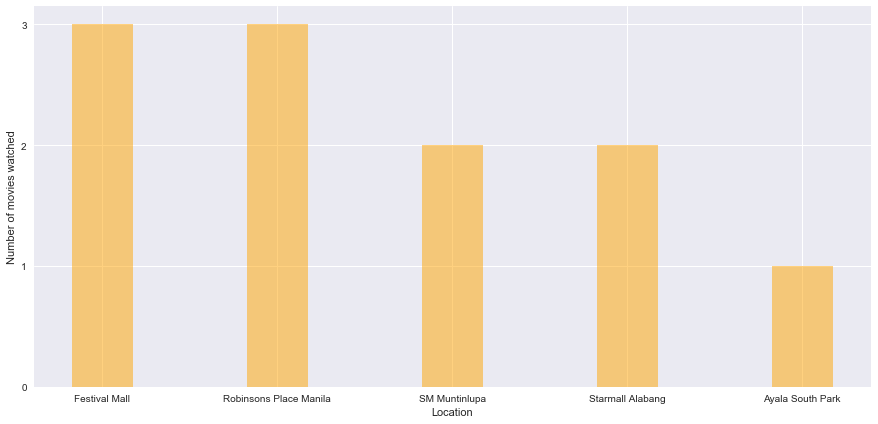 Number of movies watched
3
2
1
0
Festival Mall
Robinsons Place Manila
SM Muntinlupa
Starmall Alabang
Ayala South Park
Location